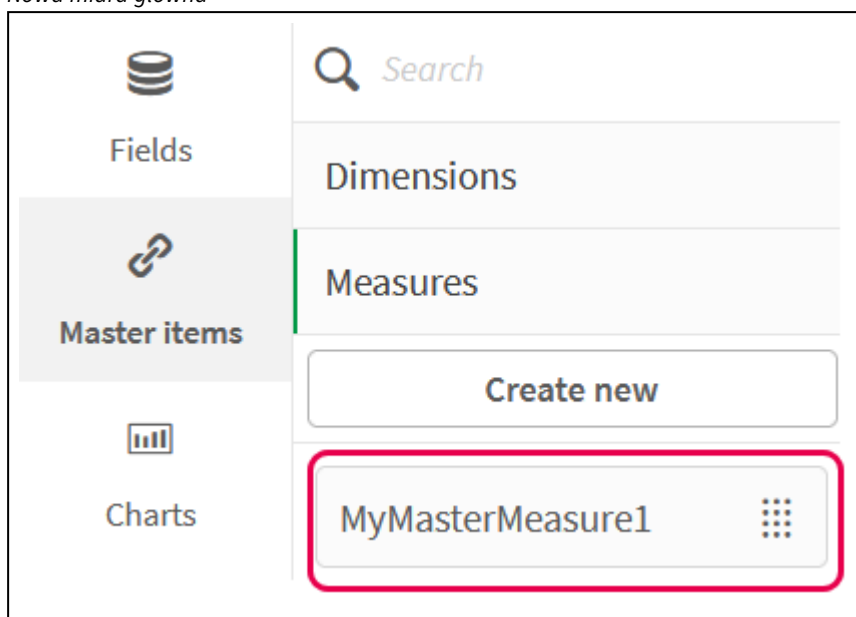 Nowa miara główna
Search
Fields
Dimensions
Measures
Master items
Create new
Charts
MyMasterMeasure1